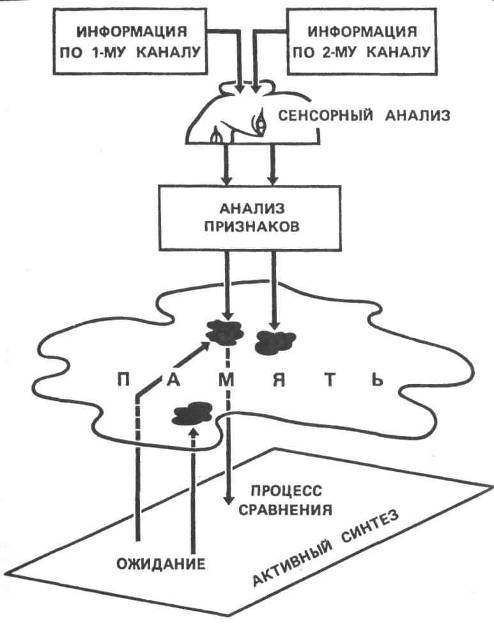 ИНФОРМАЦИЯ
ПО 1-МУ КАНАЛУ
ИНФОРМАЦИЯ
ПО 2-МУ КАНАЛУ
СЕНСОРНЫЙ АНАЛИЗ
АНАЛИЗ
ПРИЗНАКОВ
ПАМЯТЬ
ПРОЦЕСС
СРАВНЕНИЯ
ОЖИДАНИЕ
АКТИВНЫЙ СИНТЕЗ